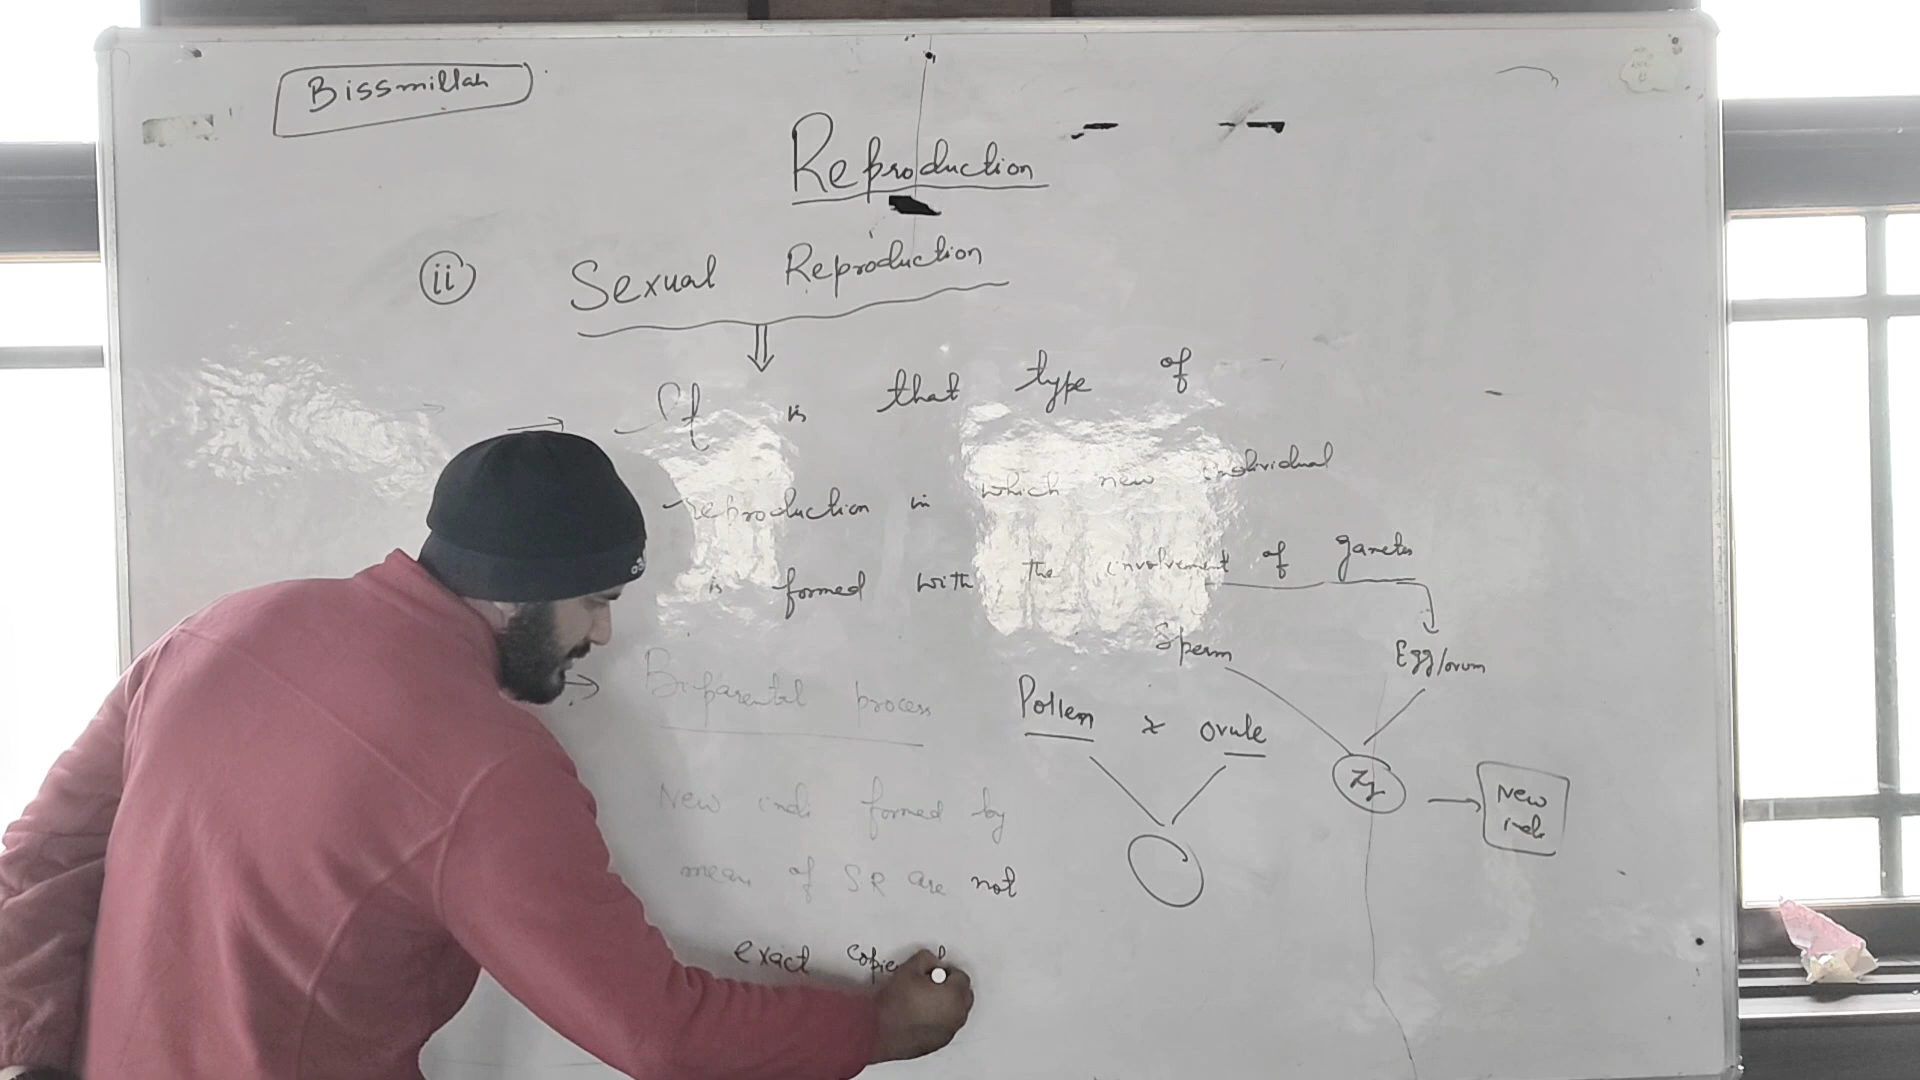 Bissmillah
Reproduction
ii Sexual Reproduction
It is that type of
reproduction in which new individual
is formed with the involvement of gametes
Sperm Egg/ovum
Biparental process
Pollen x ovule
Zy
New indi
New indi formed by
mean of SR are not
exact copies